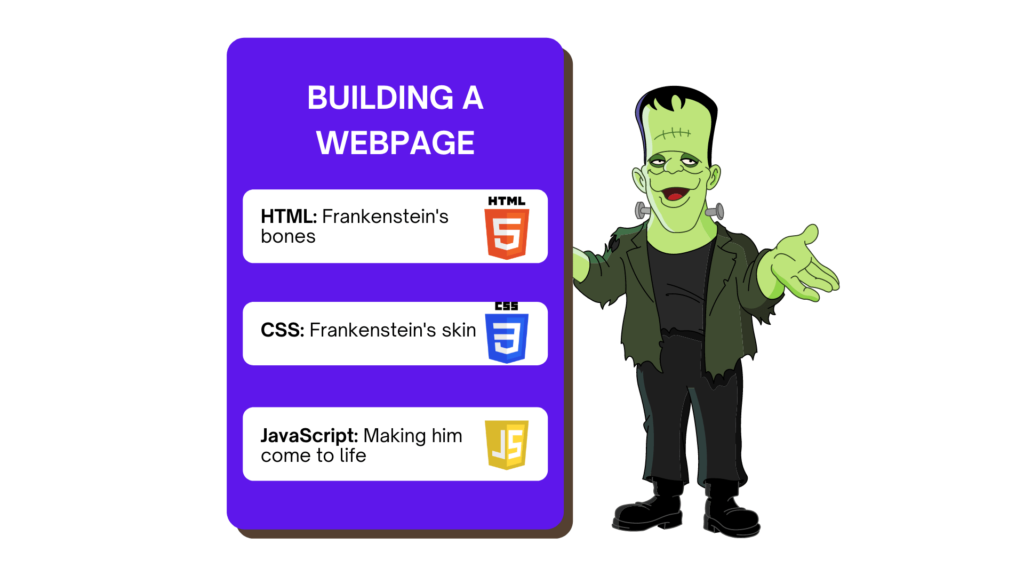 BUILDING A
WEBPAGE
HTML: Frankenstein's
bones
HTML
5
CSS: Frankenstein's skin
CSS
3
JavaScript: Making him
come to life
JS